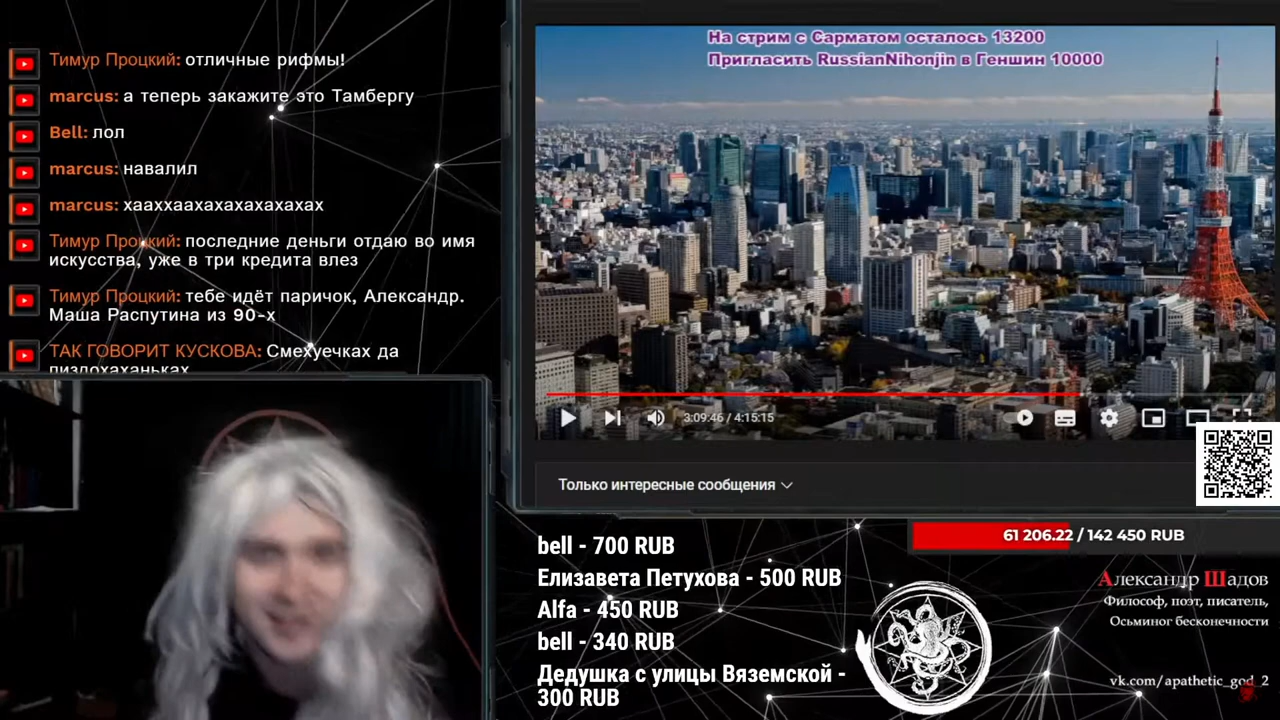 Тимур Процкий: отличные рифмы!
marcus: а теперь закажите это Тамбергу
Bell: лол
marcus: навалил
marcus: хааххаахахахахахах
Тимур Процкий: последние деньги отдаю во имя
искусства, уже в три кредита влез
Тимур Процкий: тебе идёт паричок, Александр.
Маша Распутина из 90-х
ТАК ГОВОРИТ КУСКОВА: Смехуечках да
пиздохаханьках
На стрим с Сарматом осталось 13200
Пригласить RussianNihonjin в Геншин 10000
3:09:46 / 4:15:15
Только интересные сообщения
bell - 700 RUB
Елизавета Петухова - 500 RUB
Alfa - 450 RUB
bell - 340 RUB
Дедушка с улицы Вяземской -
300 RUB
61 206.22 / 142 450 RUB
Александр Шадов
Философ, поэт, писатель,
Осьминог бесконечности
vk.com/apathetic_god_2